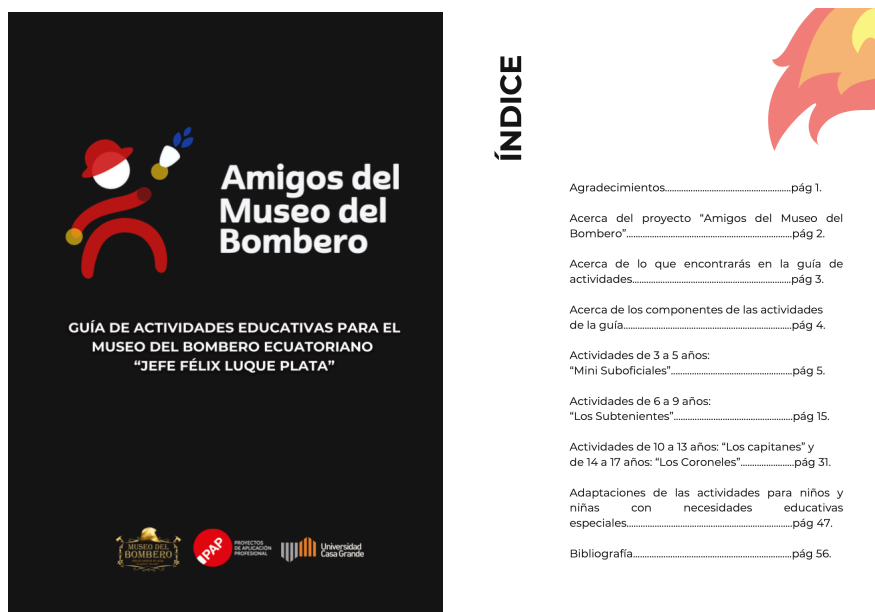 Amigos del
Museo del
Bombero
GUÍA DE ACTIVIDADES EDUCATIVAS PARA EL
MUSEO DEL BOMBERO ECUATORIANO
“JEFE FÉLIX LUQUE PLATA”
MUSEO DEL
BOMBERO
PAP
PROYECTOS
DE APLICACIÓN
PROFESIONAL
Universidad
Casa Grande
ÍNDICE
Agradecimientos......................................................pág 1.
Acerca del proyecto “Amigos del Museo del
Bombero”.......................................................................pág 2.
Acerca de lo que encontrarás en la guía de
actividades....................................................................pág 3.
Acerca de los componentes de las actividades
de la guía.......................................................................pág 4.
Actividades de 3 a 5 años:
“Mini Suboficiales”....................................................pág 5.
Actividades de 6 a 9 años:
“Los Subtenientes”...................................................pág 15.
Actividades de 10 a 13 años: “Los capitanes” y
de 14 a 17 años: “Los Coroneles”.......................pág 31.
Adaptaciones de las actividades para niños y
niñas con necesidades educativas
especiales.......................................................................pág 47.
Bibliografía....................................................................pág 56.